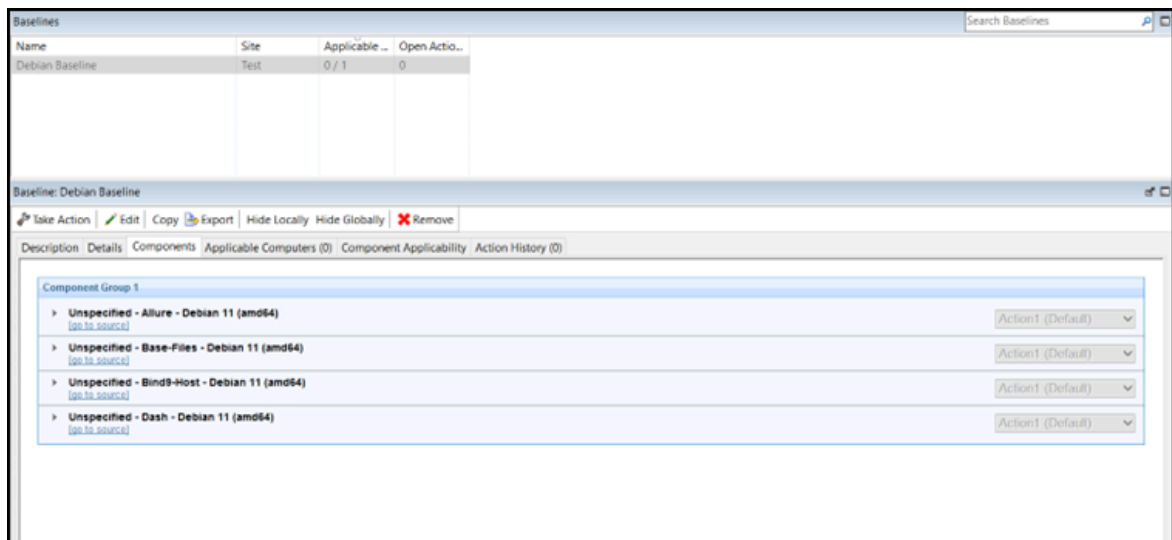 Baselines
Search Baselines
Name Site Applicable ... Open Actio...
Debian Baseline Test 0 / 1 0
Baseline: Debian Baseline
Take Action Edit Copy Export Hide Locally Hide Globally Remove
Description Details Components Applicable Computers (0) Component Applicability Action History (0)
Component Group 1
Unspecified - Allure - Debian 11 (amd64)
[go to source]
Action1 (Default)
Unspecified - Base-Files - Debian 11 (amd64)
[go to source]
Action1 (Default)
Unspecified - Bind9-Host - Debian 11 (amd64)
[go to source]
Action1 (Default)
Unspecified - Dash - Debian 11 (amd64)
[go to source]
Action1 (Default)